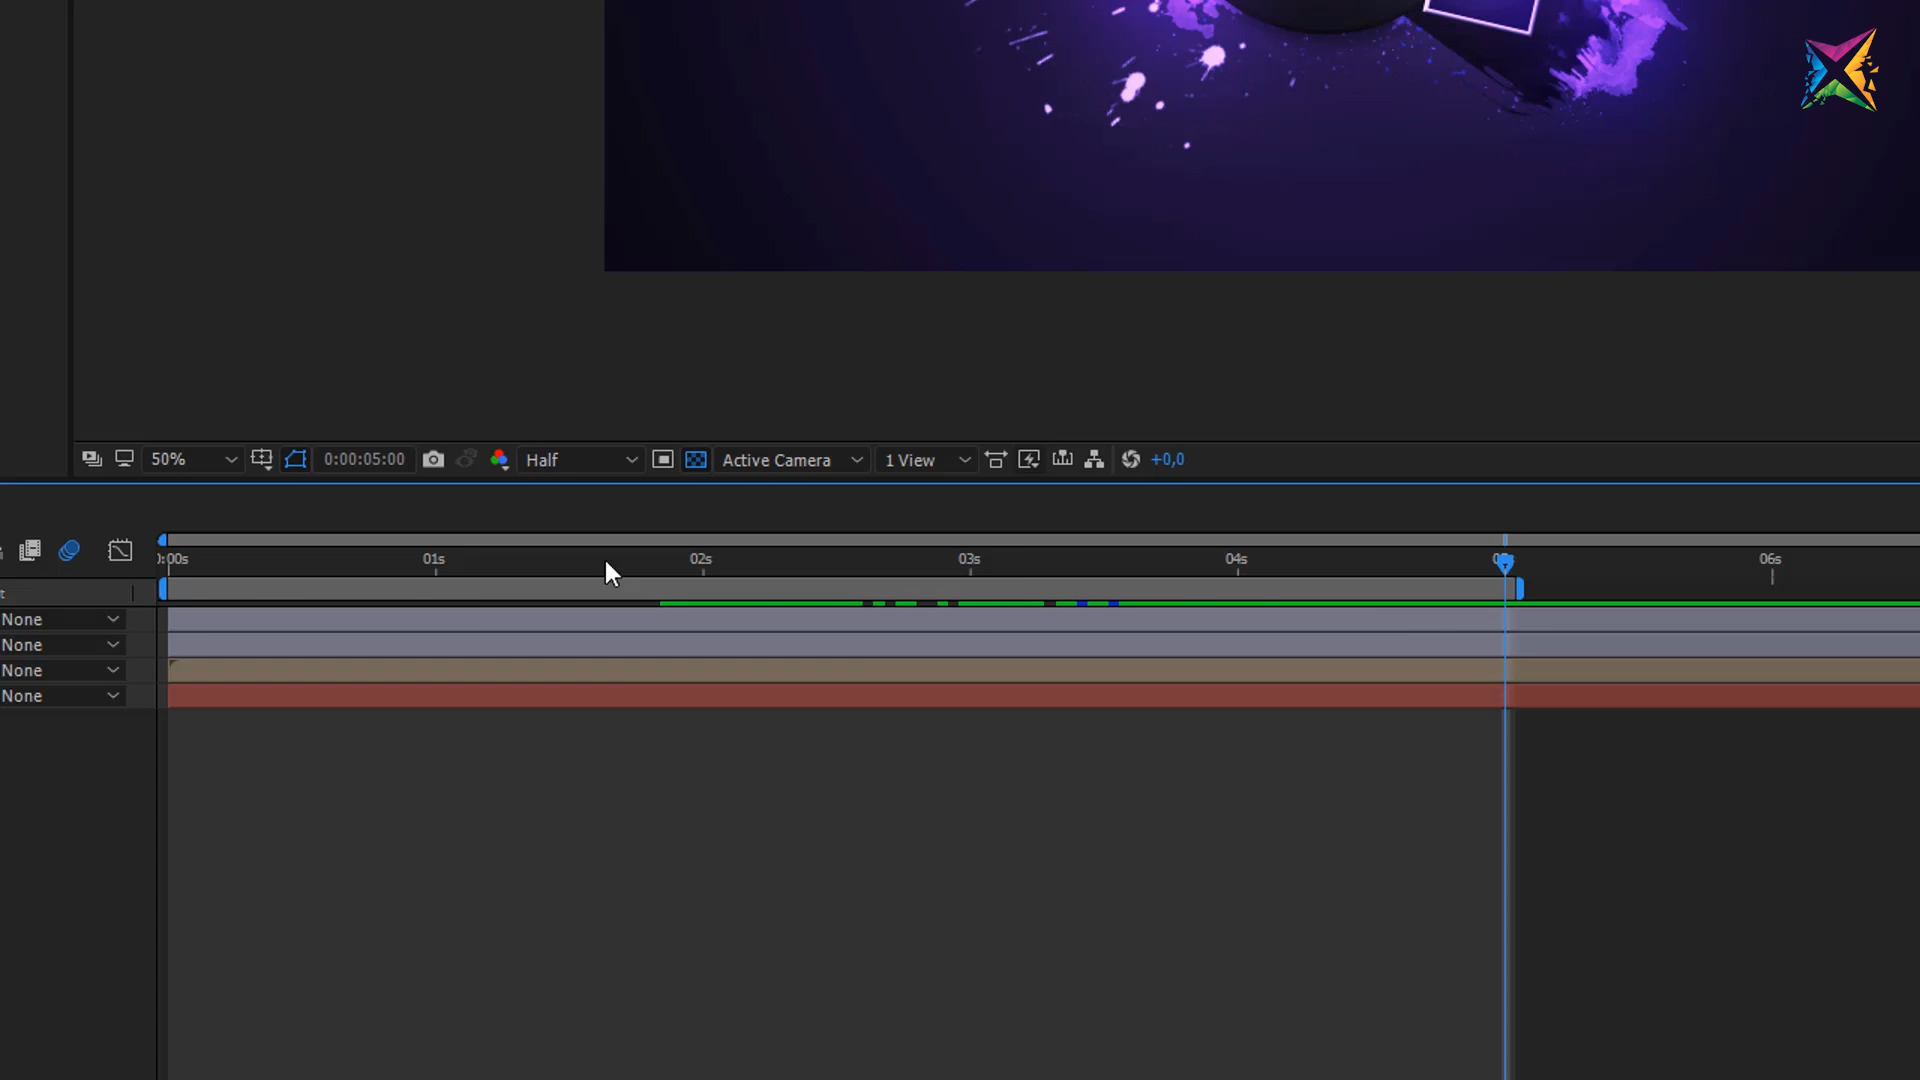 50% 0:00:05:00 Half Active Camera 1 View +0,0
0:00s 01s 02s 03s 04s 06s
t
None
None
None
None